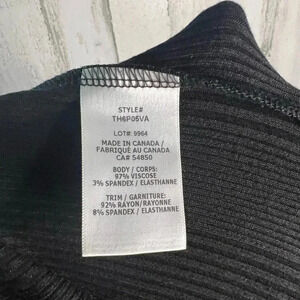 STYLE#
TH6P05VA
LOT#: 9964
MADE IN CANADA /
FABRIQUÉ AU CANADA
CA# 54850
BODY / CORPS:
97% VISCOSE
3% SPANDEX / ELASTHANNE
TRIM / GARNITURE:
92% RAYON/RAYONNE
8% SPANDEX / ELASTHANNE